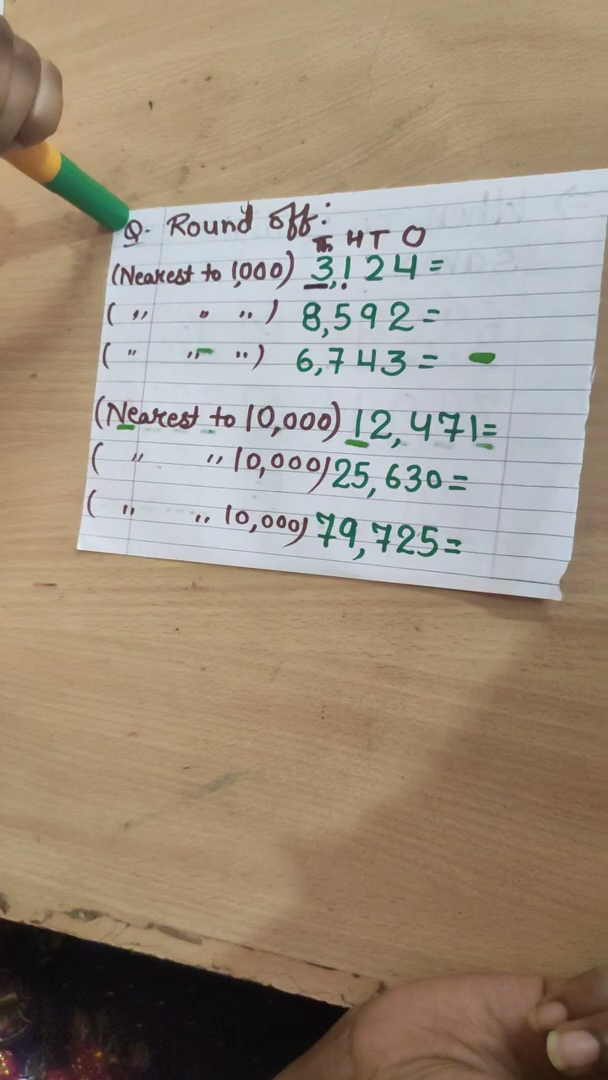 Q. Round off:
Th H T O
(Nearest to 1,000) 3,124 =
( ,, ,, ,, ) 8,592 =
( ,, ,, ,, ) 6,743 =
(Nearest to 10,000) 12,471=
( ,, ,, 10,000) 25,630=
( ,, ,, 10,000) 79,725=